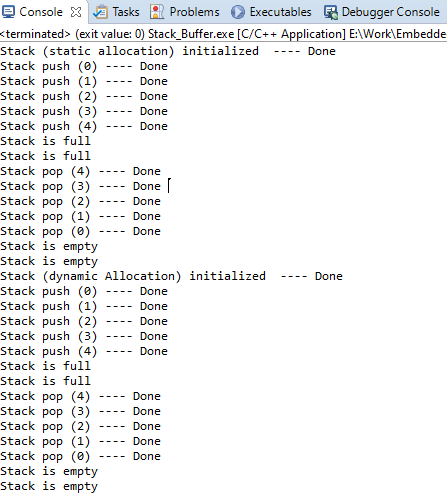 Console Tasks Problems Executables Debugger Console
<terminated> (exit value: 0) Stack_Buffer.exe [C/C++ Application] E:\Work\Embedde
Stack (static allocation) initialized  ---- Done
Stack push (0) ---- Done
Stack push (1) ---- Done
Stack push (2) ---- Done
Stack push (3) ---- Done
Stack push (4) ---- Done
Stack is full
Stack is full
Stack pop (4) ---- Done
Stack pop (3) ---- Done
Stack pop (2) ---- Done
Stack pop (1) ---- Done
Stack pop (0) ---- Done
Stack is empty
Stack is empty
Stack (dynamic Allocation) initialized  ---- Done
Stack push (0) ---- Done
Stack push (1) ---- Done
Stack push (2) ---- Done
Stack push (3) ---- Done
Stack push (4) ---- Done
Stack is full
Stack is full
Stack pop (4) ---- Done
Stack pop (3) ---- Done
Stack pop (2) ---- Done
Stack pop (1) ---- Done
Stack pop (0) ---- Done
Stack is empty
Stack is empty